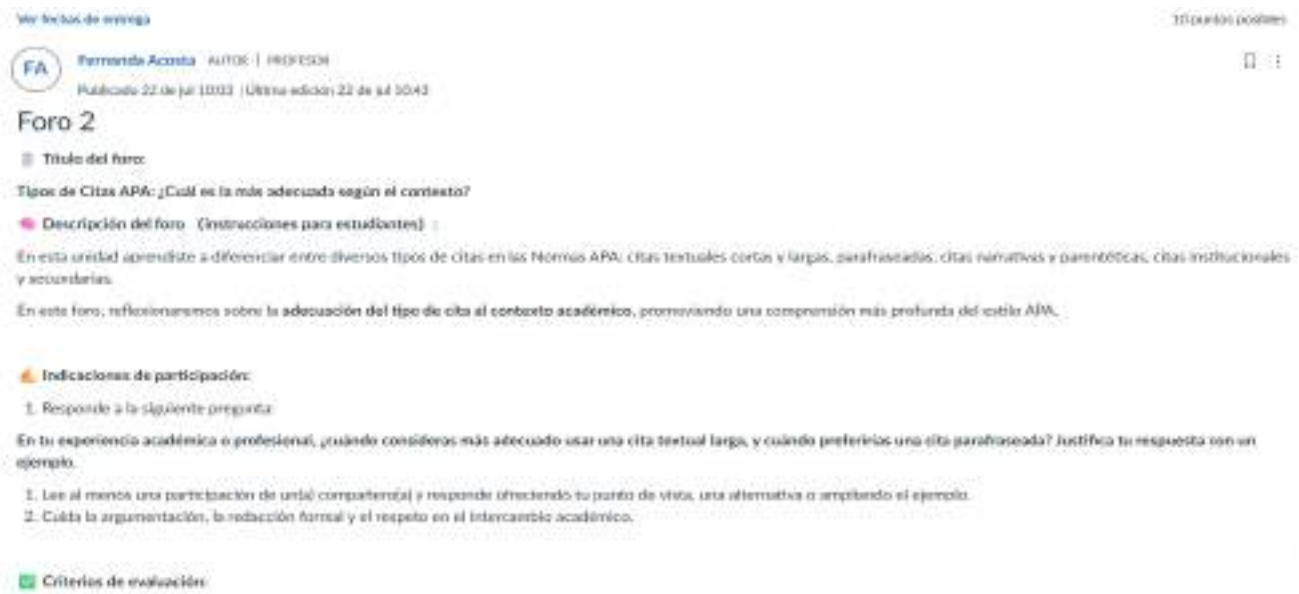 Ver fechas de entrega
10 puntos posibles
FA
Fernanda Acosta AUTOR | PROFESOR
Publicado 22 de jul 10:03 | Última edición 22 de jul 10:43
Foro 2
Título del foro:
Tipos de Citas APA: ¿Cuál es la más adecuada según el contexto?
Descripción del foro (instrucciones para estudiantes) :
En esta unidad aprendiste a diferenciar entre diversos tipos de citas en las Normas APA: citas textuales cortas y largas, parafraseadas, citas narrativas y parentéticas, citas institucionales
y secundarias.
En este foro, reflexionaremos sobre la adecuación del tipo de cita al contexto académico, promoviendo una comprensión más profunda del estilo APA.
Indicaciones de participación:
1. Responde a la siguiente pregunta:
En tu experiencia académica o profesional, ¿cuándo consideras más adecuado usar una cita textual larga, y cuándo preferirías una cita parafraseada? Justifica tu respuesta con un
ejemplo.
1. Lee al menos una participación de un(a) compañero(a) y responde ofreciendo tu punto de vista, una alternativa o ampliando el ejemplo.
2. Cuida la argumentación, la redacción formal y el respeto en el intercambio académico.
Criterios de evaluación: